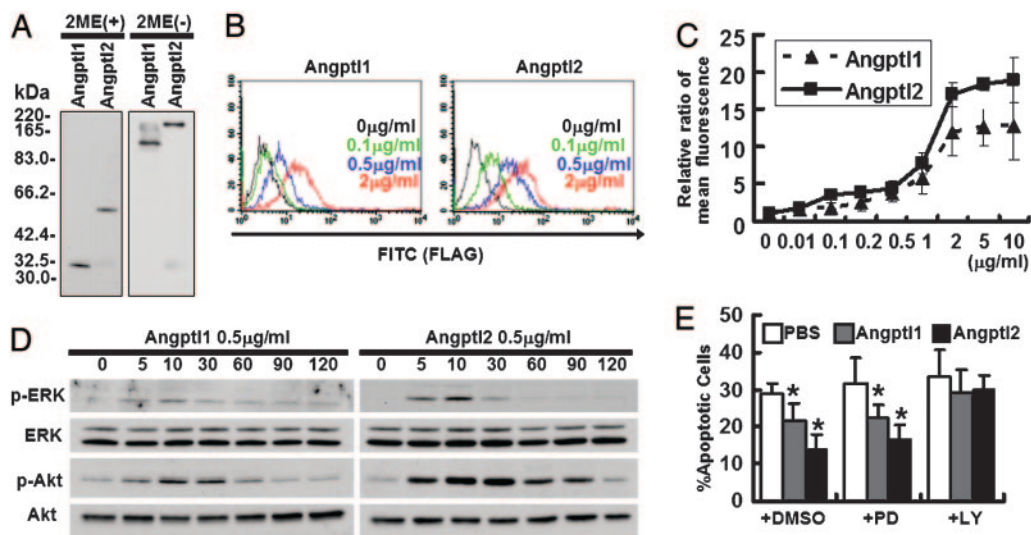 A
2ME(+) 2ME(-)
Angptl1 Angptl2 Angptl1 Angptl2
kDa
220-
165-
83.0-
66.2-
42.4-
32.5-
30.0-
B
Angptl1 Angptl2
0μg/ml 0μg/ml
0.1μg/ml 0.1μg/ml
0.5μg/ml 0.5μg/ml
2μg/ml 2μg/ml
FITC (FLAG)
C
Angptl1
Angptl2
Relative ratio of
mean fluorescence
25
20
15
10
5
0
0 0.01 0.1 0.2 0.5 1 2 5 10
(μg/ml)
D
Angptl1 0.5μg/ml Angptl2 0.5μg/ml
0 5 10 30 60 90 120 0 5 10 30 60 90 120
p-ERK
ERK
p-Akt
Akt
E
PBS Angptl1 Angptl2
%Apoptotic Cells
50
40
30
20
10
0
* * * *
+DMSO +PD +LY